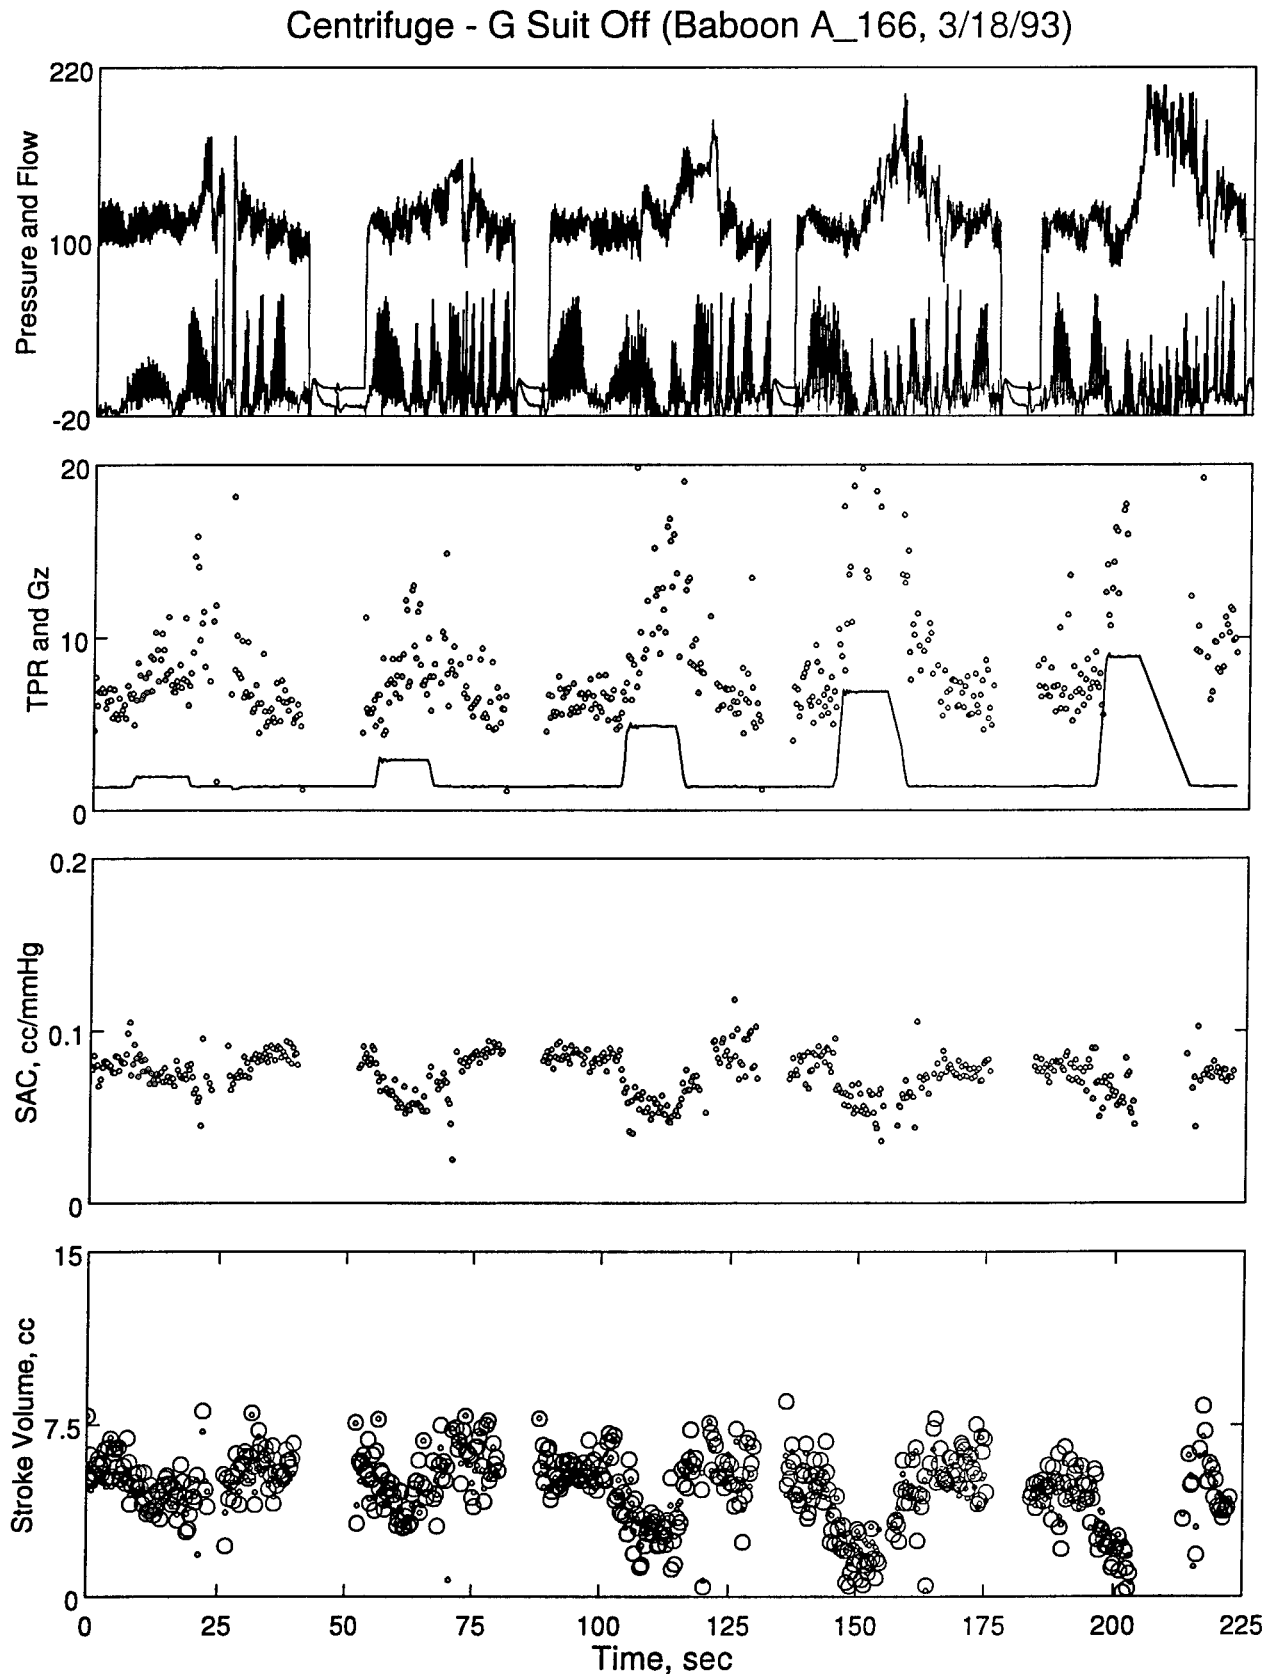 Centrifuge - G Suit Off (Baboon A_166, 3/18/93)
220
100
-20
Pressure and Flow
20
10
0
TPR and Gz
0.2
0.1
0
SAC, cc/mmHg
15
7.5
0
Stroke Volume, cc
0 25 50 75 100 125 150 175 200 225
Time, sec